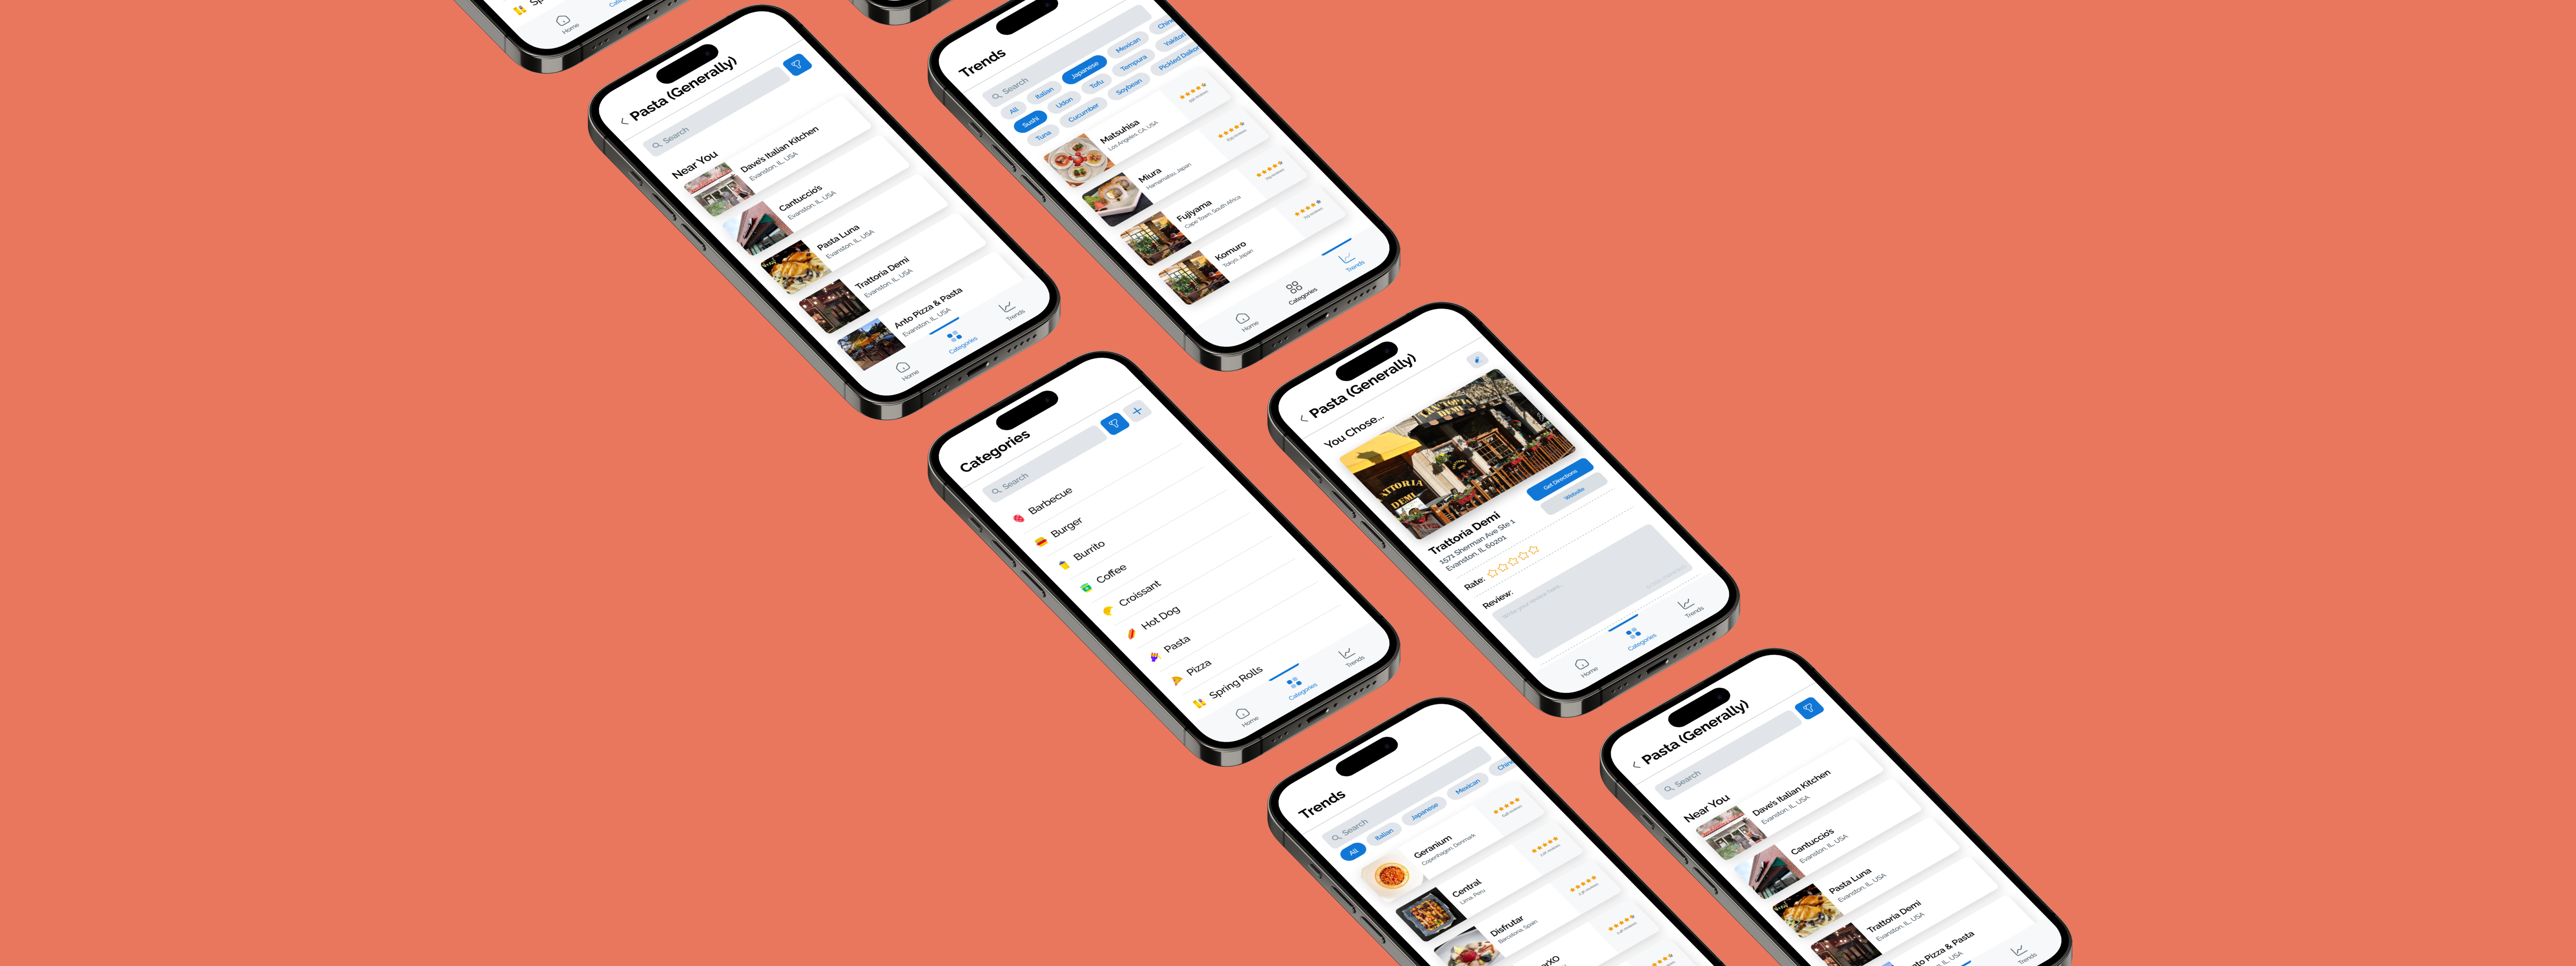 Home
Pasta (Generally)
Search
Near You
Dave's Italian Kitchen
Evanston, IL, USA
Cantuccio's
Evanston, IL, USA
Pasta Luna
Evanston, IL, USA
Trattoria Demi
Evanston, IL, USA
Anto Pizza & Pasta
Evanston, IL, USA
Home
Categories
Trends
Trends
Search
All Italian Japanese Mexican
Sushi Udon Tofu Tempura
Tuna Cucumber Soybean Pickled Daikon
Matsuhisa
Los Angeles, CA, USA
Miura
Hamamatsu, Japan
Fujiyama
Cape Town, South Africa
Komuro
Tokyo, Japan
Home
Categories
Trends
Categories
Search
Barbecue
Burger
Burrito
Coffee
Croissant
Hot Dog
Pasta
Pizza
Spring Rolls
Home
Categories
Trends
Pasta (Generally)
You Chose...
TRATTORIA
DEMI
Get Directions
Website
Trattoria Demi
1571 Sherman Ave Ste 1
Evanston, IL 60201
Rate:
Review:
Write your review here...
Home
Categories
Trends
Trends
Search
All Italian Japanese Mexican
Geranium
Copenhagen, Denmark
Central
Lima, Peru
Disfrutar
Barcelona, Spain
Pasta (Generally)
Search
Near You
Dave's Italian Kitchen
Evanston, IL, USA
Cantuccio's
Evanston, IL, USA
Pasta Luna
Evanston, IL, USA
Trattoria Demi
Evanston, IL, USA
Pizza & Pasta
IL, USA
Trends